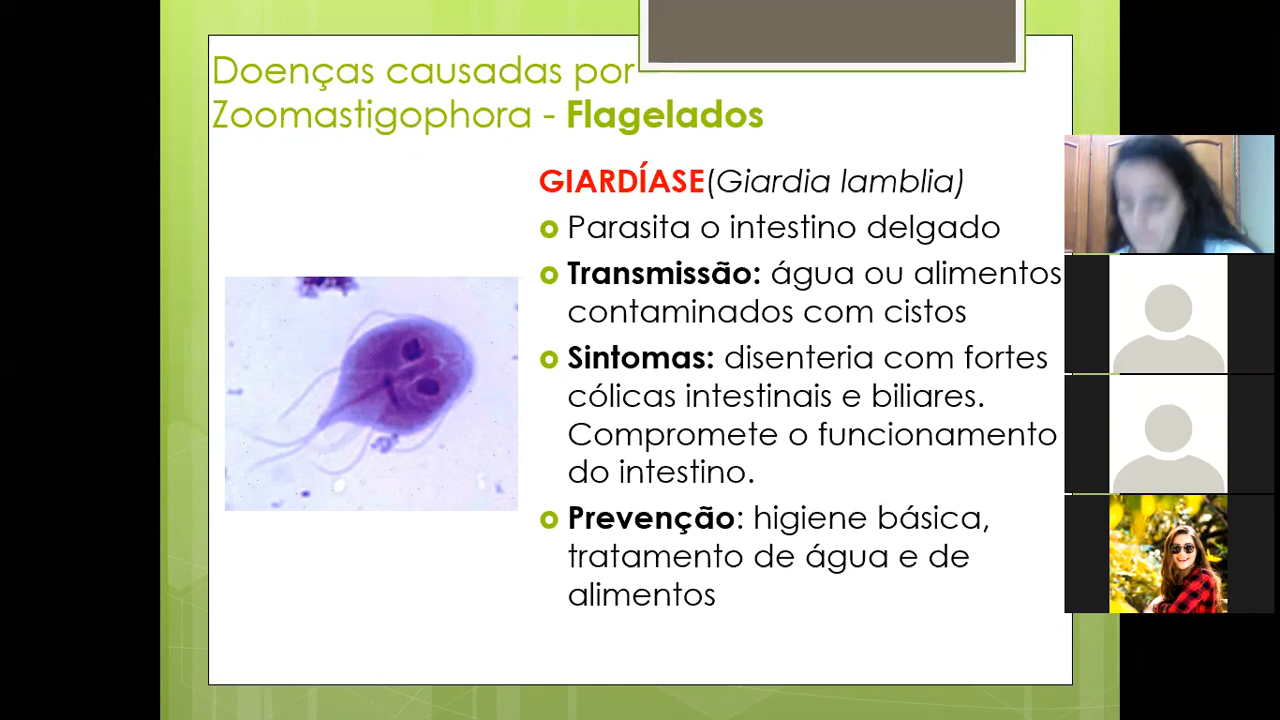 Doenças causadas por
Zoomastigophora - Flagelados
GIARDÍASE(Giardia lamblia)
Parasita o intestino delgado
Transmissão: água ou alimentos
contaminados com cistos
Sintomas: disenteria com fortes
cólicas intestinais e biliares.
Compromete o funcionamento
do intestino.
Prevenção: higiene básica,
tratamento de água e de
alimentos